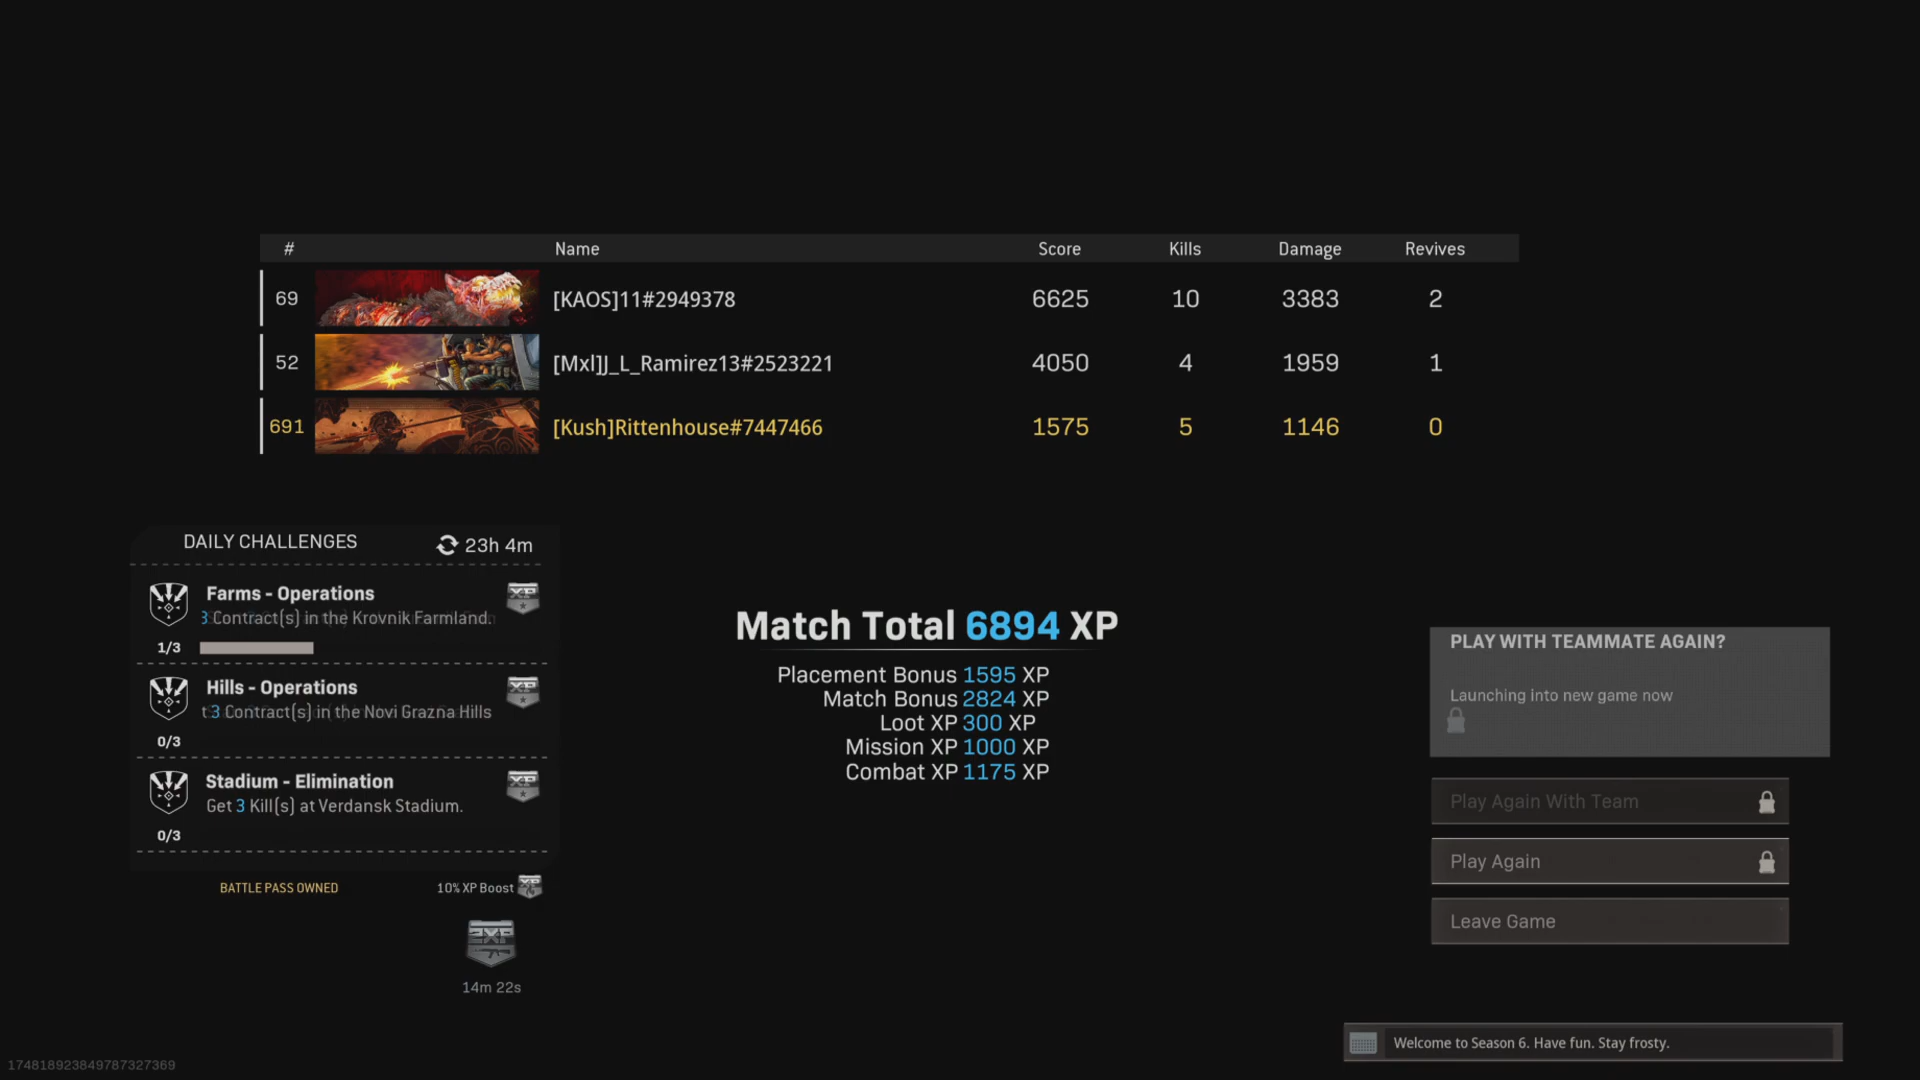 # Name Score Kills Damage Revives
69 [KAOS]11#2949378 6625 10 3383 2
52 [Mxl]J_L_Ramirez13#2523221 4050 4 1959 1
691 [Kush]Rittenhouse#7447466 1575 5 1146 0
DAILY CHALLENGES 23h 4m
Farms - Operations XP
3 Contract(s) in the Krovnik Farmland.
1/3
Hills - Operations XP
t 3 Contract(s) in the Novi Grazna Hills
0/3
Stadium - Elimination XP
Get 3 Kill(s) at Verdansk Stadium.
0/3
BATTLE PASS OWNED 10% XP Boost XP
2XP
14m 22s
Match Total 6894 XP
Placement Bonus 1595 XP
Match Bonus 2824 XP
Loot XP 300 XP
Mission XP 1000 XP
Combat XP 1175 XP
PLAY WITH TEAMMATE AGAIN?
Launching into new game now
Play Again With Team
Play Again
Leave Game
Welcome to Season 6. Have fun. Stay frosty.
174818923849787327369